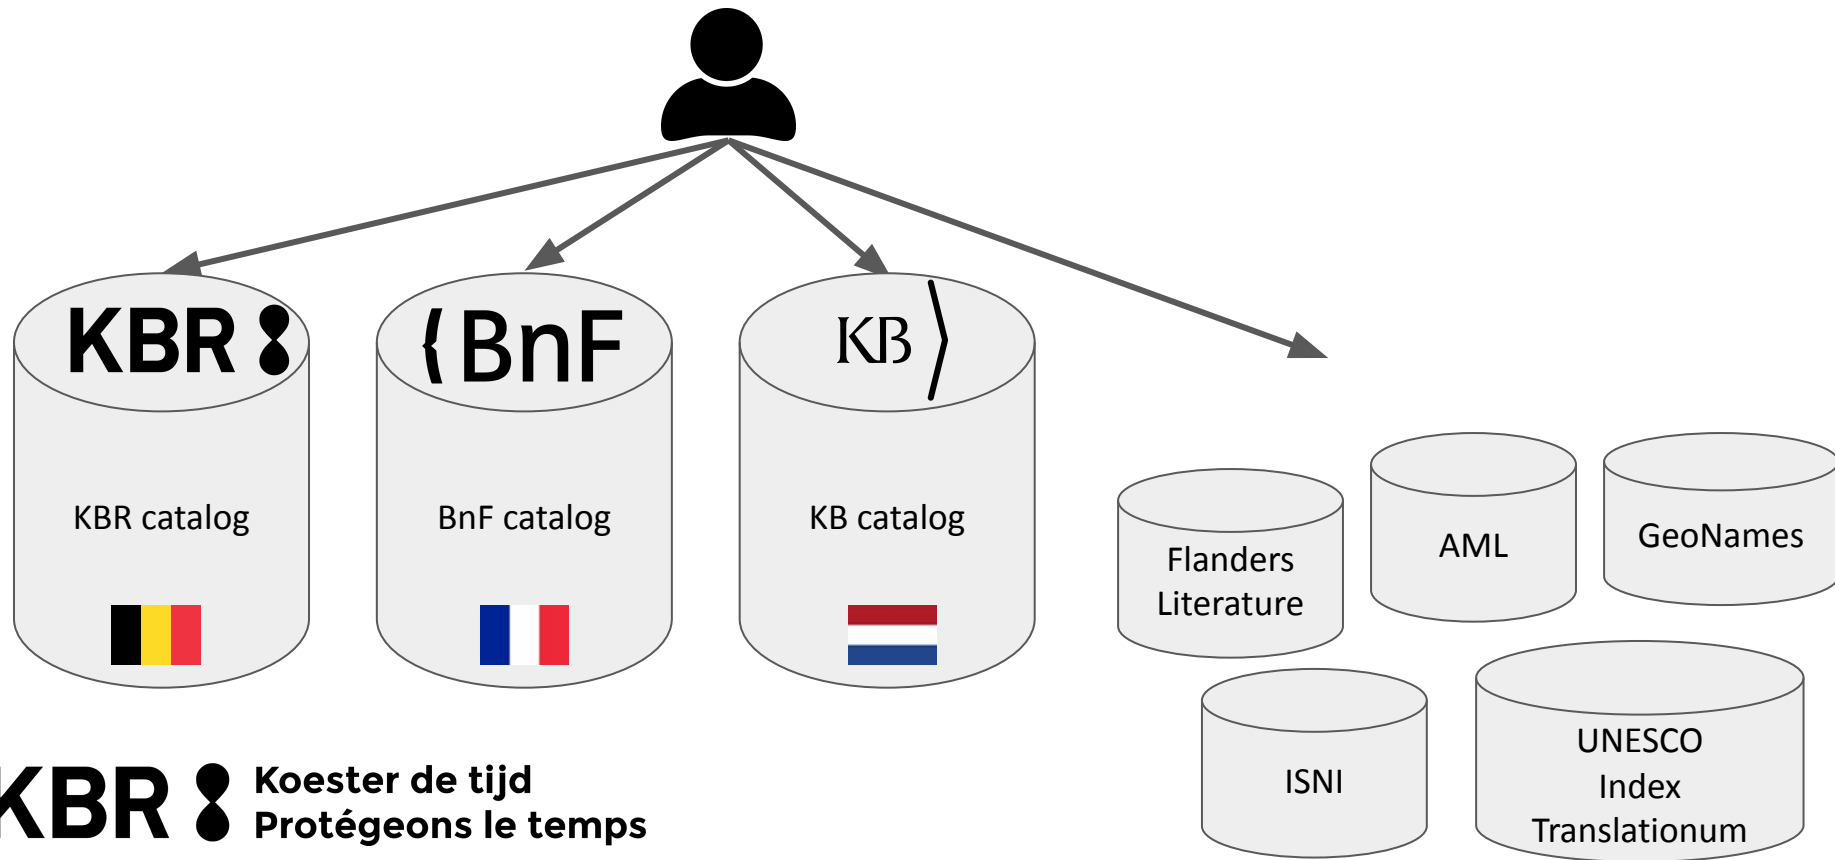 KBR
BnF
KB
KBR catalog
BnF catalog
KB catalog
Flanders
Literature
AML
GeoNames
ISNI
UNESCO
Index
Translationum
KBR
Koester de tijd
Protégeons le temps